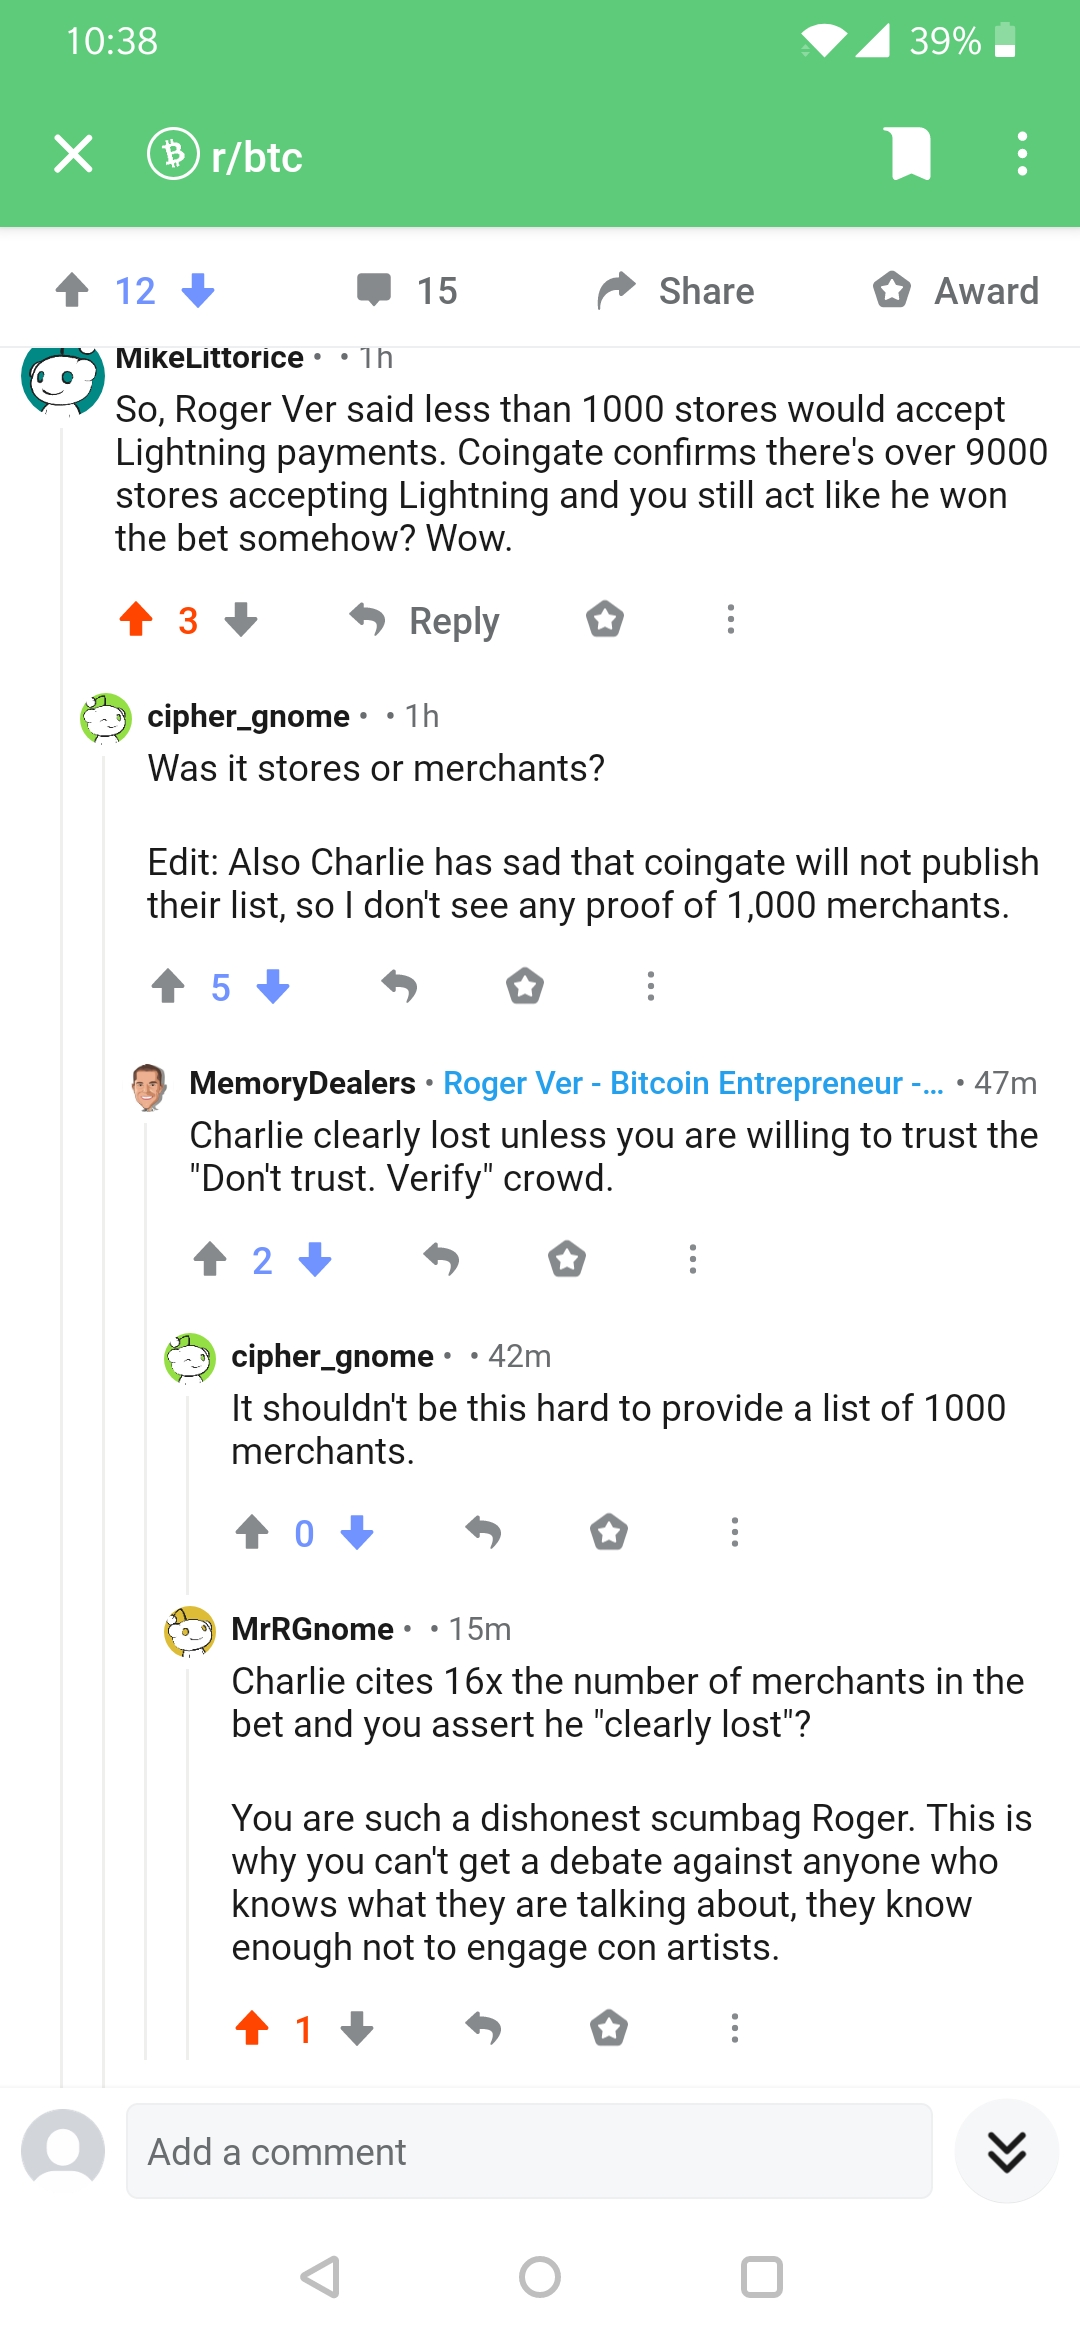 10:38
39%
r/btc
12
15
Share
Award
MikeLittorice • • 1h
So, Roger Ver said less than 1000 stores would accept
Lightning payments. Coingate confirms there's over 9000
stores accepting Lightning and you still act like he won
the bet somehow? Wow.
3
Reply
cipher_gnome • • 1h
Was it stores or merchants?
Edit: Also Charlie has sad that coingate will not publish
their list, so I don't see any proof of 1,000 merchants.
5
MemoryDealers • Roger Ver - Bitcoin Entrepreneur -... • 47m
Charlie clearly lost unless you are willing to trust the
"Don't trust. Verify" crowd.
2
cipher_gnome • • 42m
It shouldn't be this hard to provide a list of 1000
merchants.
0
MrRGnome • • 15m
Charlie cites 16x the number of merchants in the
bet and you assert he "clearly lost"?
You are such a dishonest scumbag Roger. This is
why you can't get a debate against anyone who
knows what they are talking about, they know
enough not to engage con artists.
1
Add a comment